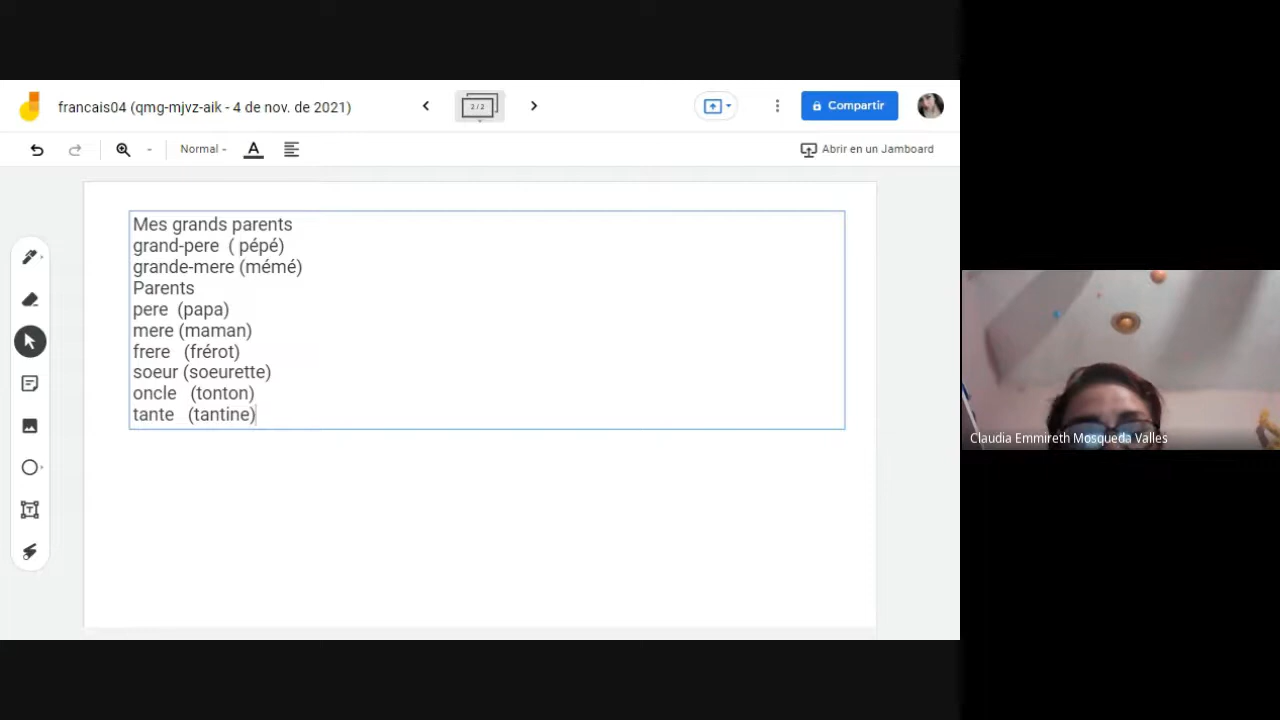 francais04 (qmg-mjvz-aik - 4 de nov. de 2021)
2 / 2
Compartir
Normal
A
Abrir en un Jamboard
Mes grands parents
grand-pere ( pépé)
grande-mere (mémé)
Parents
pere (papa)
mere (maman)
frere (frérot)
soeur (soeurette)
oncle (tonton)
tante (tantine)
T
Claudia Emmireth Mosqueda Valles